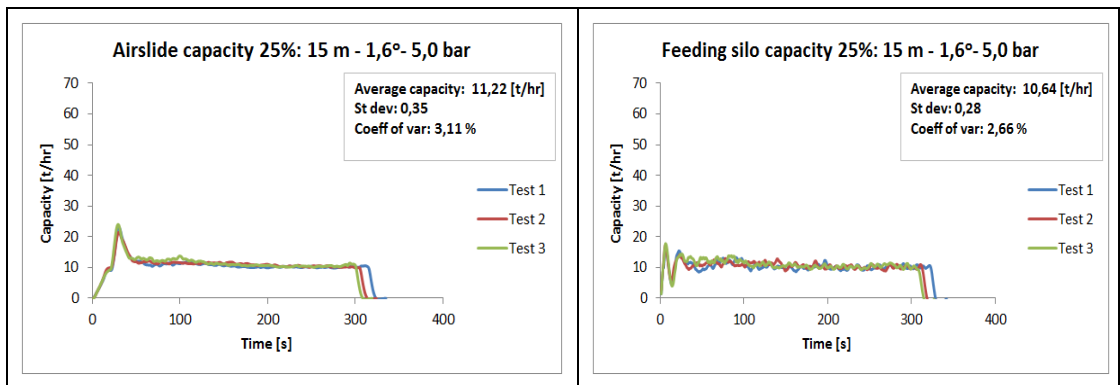 Airslide capacity 25%: 15 m - 1,6º- 5,0 bar
Average capacity: 11,22 [t/hr]
St dev: 0,35
Coeff of var: 3,11 %
Capacity [t/hr]
70
60
50
40
30
20
10
0
0 100 200 300 400
Time [s]
Test 1
Test 2
Test 3
Feeding silo capacity 25%: 15 m - 1,6º- 5,0 bar
Average capacity: 10,64 [t/hr]
St dev: 0,28
Coeff of var: 2,66 %
Capacity [t/hr]
70
60
50
40
30
20
10
0
0 100 200 300 400
Time [s]
Test 1
Test 2
Test 3